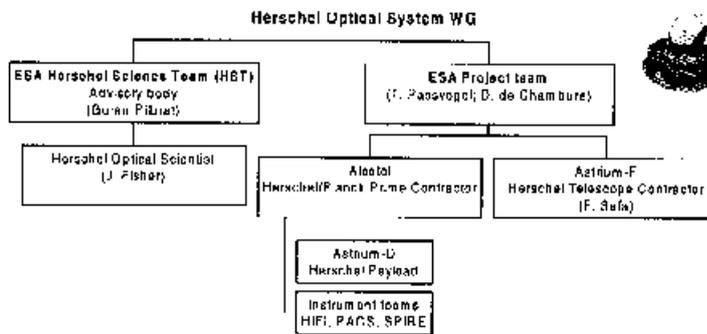 Herschel Optical System WG
ESA Herschel Science Team (HST)
Advisory body
(Göran Pilbratt)
ESA Project team
(T. Passvogel; D. de Chambure)
Herschel Optical Scientist
(J. Fisher)
Alcatel
Herschel/Planck Prime Contractor
Astrium-F
Herschel Telescope Contractor
(F. Safa)
Astrium-D
Herschel Payload
Instrument teams
HIFI, PACS, SPIRE